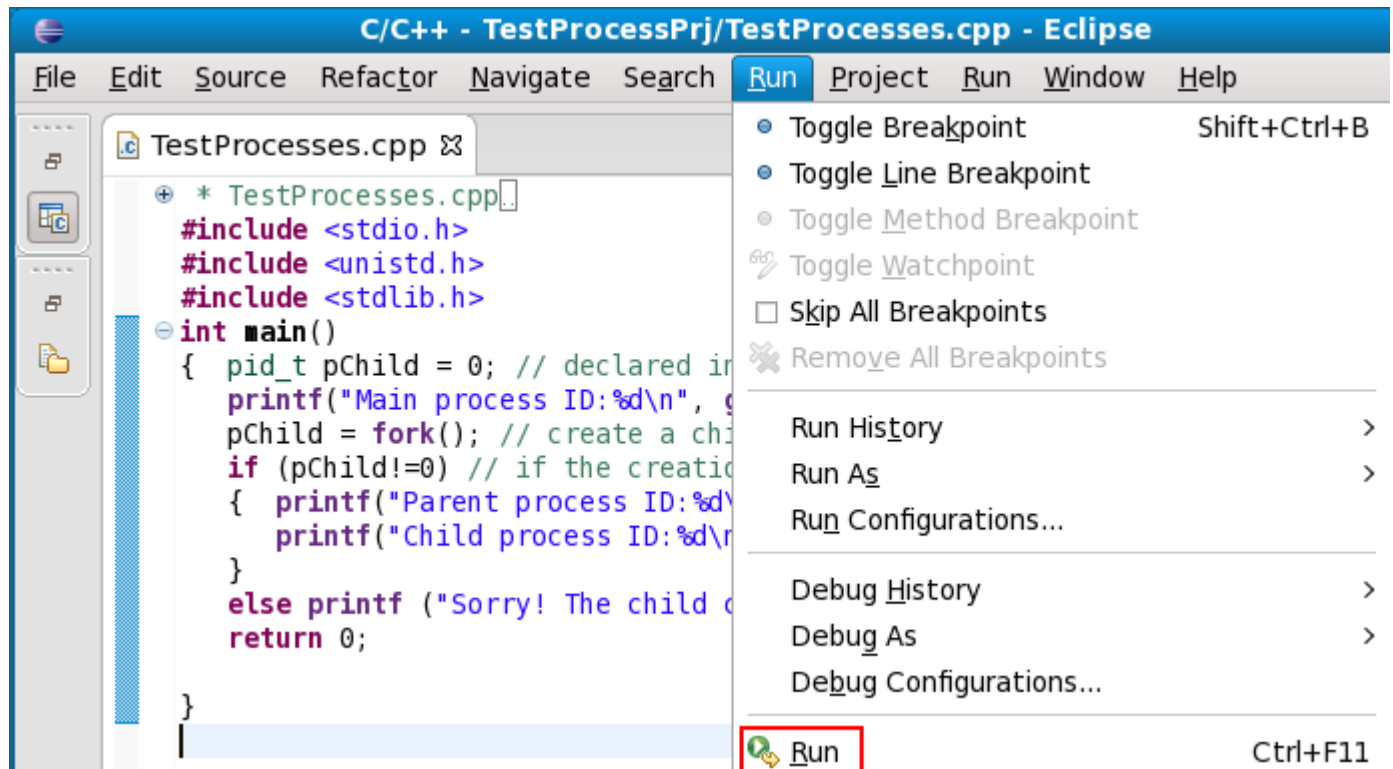 C/C++ - TestProcessPrj/TestProcesses.cpp - Eclipse
File Edit Source Refactor Navigate Search Run Project Run Window Help
TestProcesses.cpp
* TestProcesses.cpp..
#include <stdio.h>
#include <unistd.h>
#include <stdlib.h>
int main()
{ pid_t pChild = 0; // declared in
printf("Main process ID:%d\n", g
pChild = fork(); // create a chi
if (pChild!=0) // if the creatio
{ printf("Parent process ID:%d\
printf("Child process ID:%d\n
}
else printf ("Sorry! The child c
return 0;
}
Toggle Breakpoint Shift+Ctrl+B
Toggle Line Breakpoint
Toggle Method Breakpoint
Toggle Watchpoint
Skip All Breakpoints
Remove All Breakpoints
Run History
Run As
Run Configurations...
Debug History
Debug As
Debug Configurations...
Run Ctrl+F11